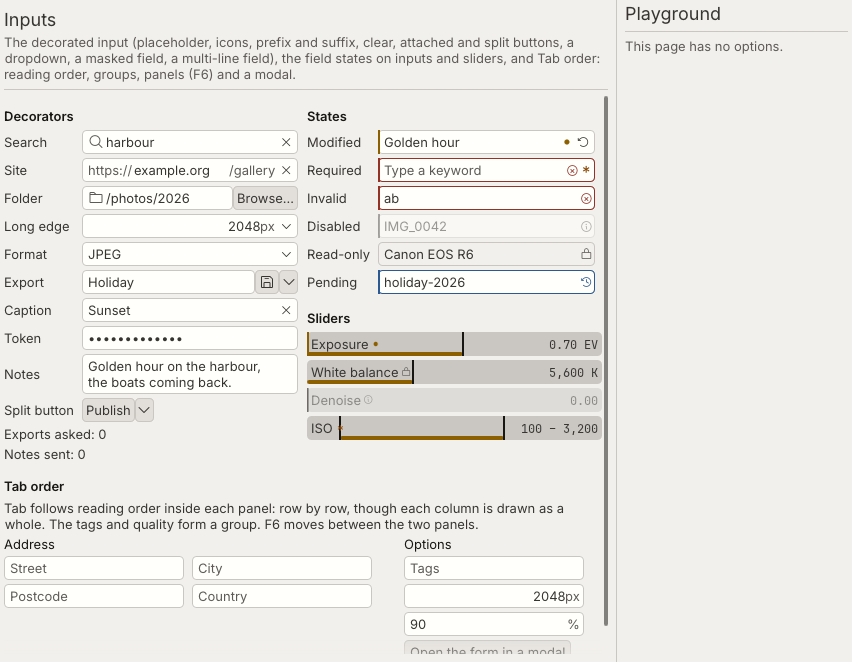 Inputs
The decorated input (placeholder, icons, prefix and suffix, clear, attached and split buttons, a
dropdown, a masked field, a multi-line field), the field states on inputs and sliders, and Tab order:
reading order, groups, panels (F6) and a modal.
Decorators
Search harbour
Site https://example.org /gallery
Folder /photos/2026 Browse...
Long edge 2048px
Format JPEG
Export Holiday
Caption Sunset
Token •••••••••••••
Notes Golden hour on the harbour,
the boats coming back.
Split button Publish
Exports asked: 0
Notes sent: 0
States
Modified Golden hour
Required Type a keyword *
Invalid ab
Disabled IMG_0042
Read-only Canon EOS R6
Pending holiday-2026
Sliders
Exposure 0.70 EV
White balance 5,600 K
Denoise 0.00
ISO 100 – 3,200
Tab order
Tab follows reading order inside each panel: row by row, though each column is drawn as a
whole. The tags and quality form a group. F6 moves between the two panels.
Address
Street City
Postcode Country
Options
Tags
2048px
90 %
Open the form in a modal
Playground
This page has no options.